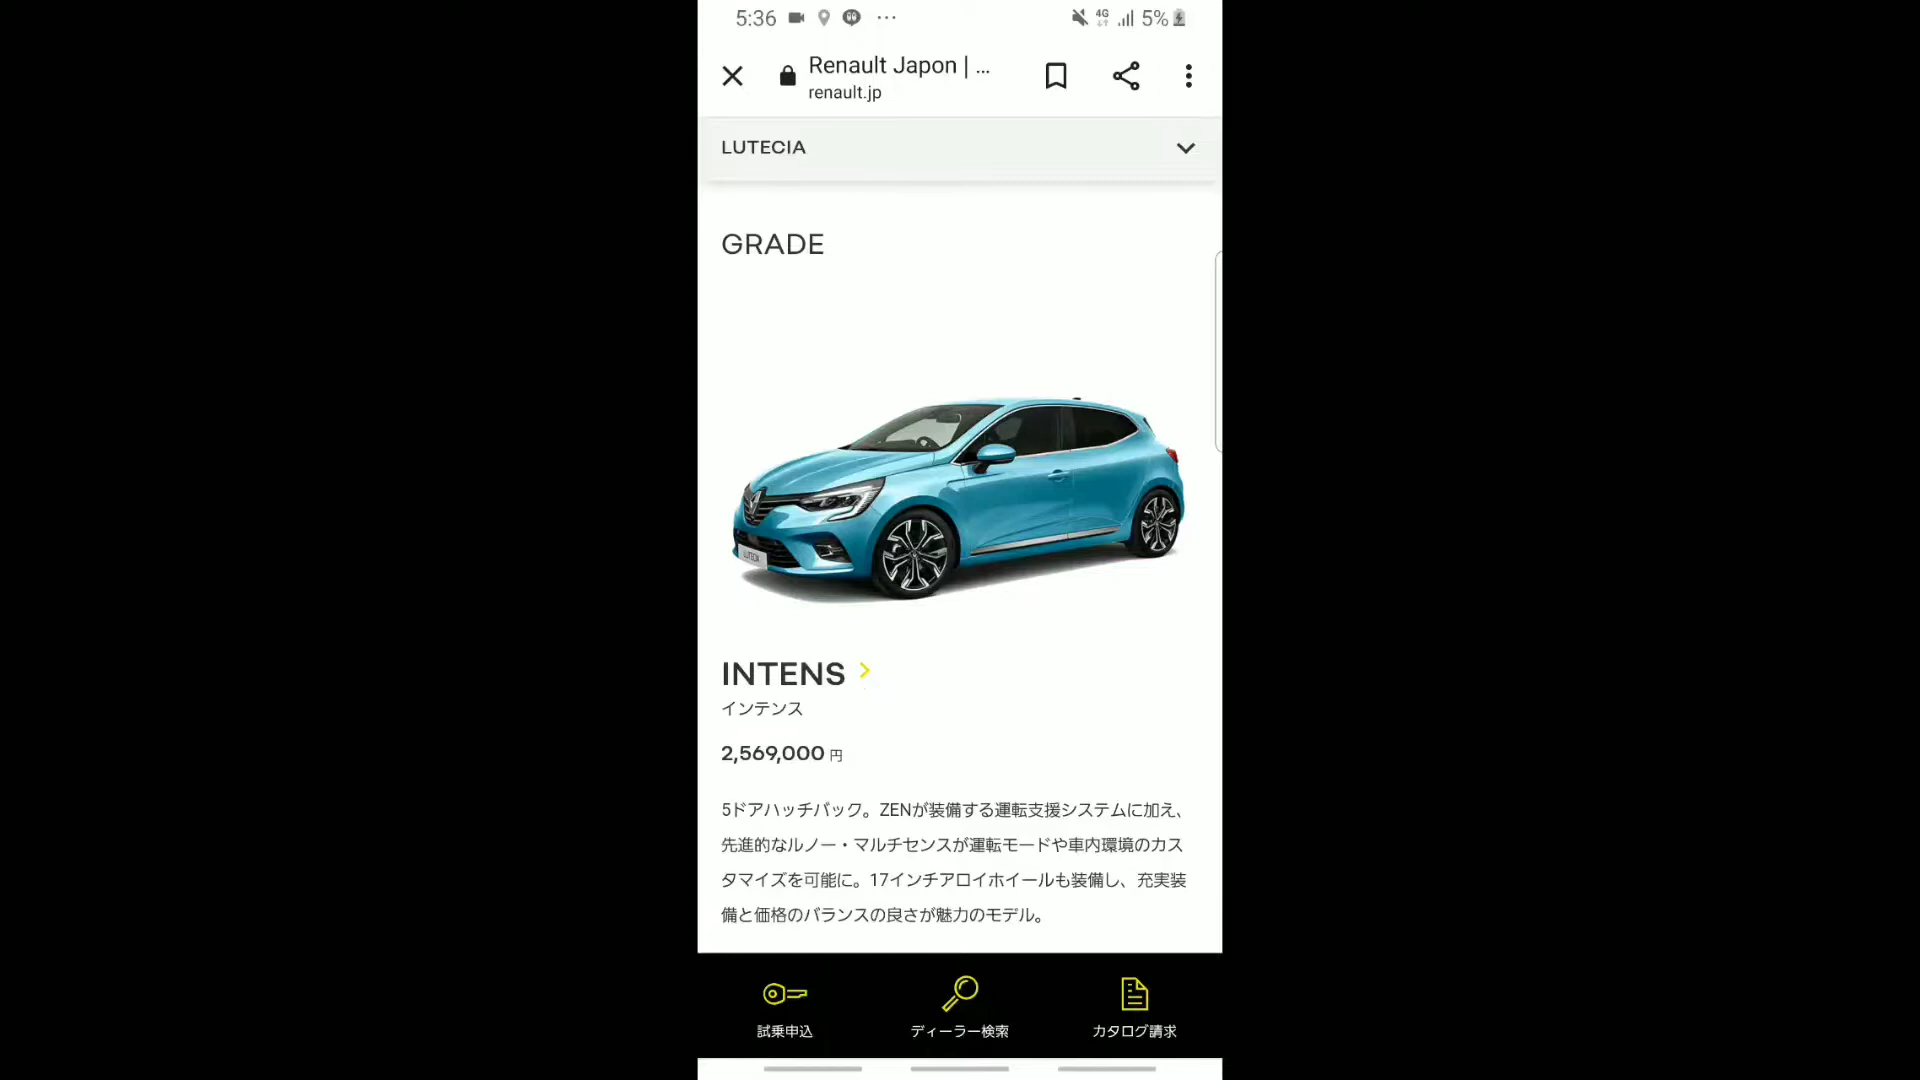 5:36 ... 4G 5%
Renault Japon | ...
renault.jp
LUTECIA
GRADE
LUTECIA
INTENS
インテンス
2,569,000 円
5ドアハッチバック。ZENが装備する運転支援システムに加え、
先進的なルノー・マルチセンスが運転モードや車内環境のカス
タマイズを可能に。17インチアロイホイールも装備し、充実装
備と価格のバランスの良さが魅力のモデル。
試乗申込 ディーラー検索 カタログ請求